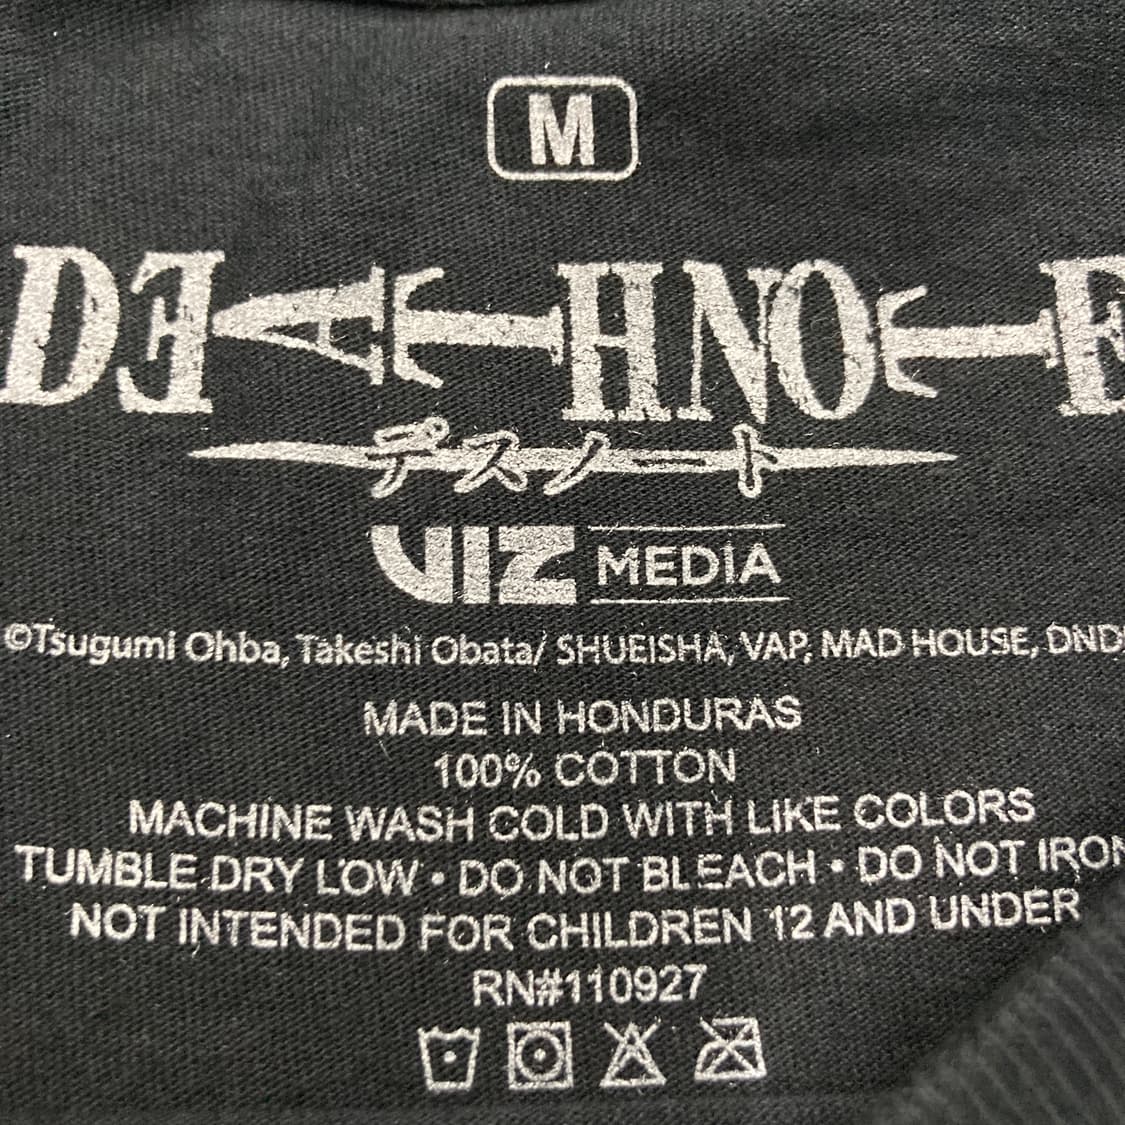 M
DEATH NOTE
デスノート
VIZ MEDIA
©Tsugumi Ohba, Takeshi Obata/ SHUEISHA, VAP, MAD HOUSE, DND
MADE IN HONDURAS
100% COTTON
MACHINE WASH COLD WITH LIKE COLORS
TUMBLE DRY LOW • DO NOT BLEACH • DO NOT IRON
NOT INTENDED FOR CHILDREN 12 AND UNDER
RN#110927